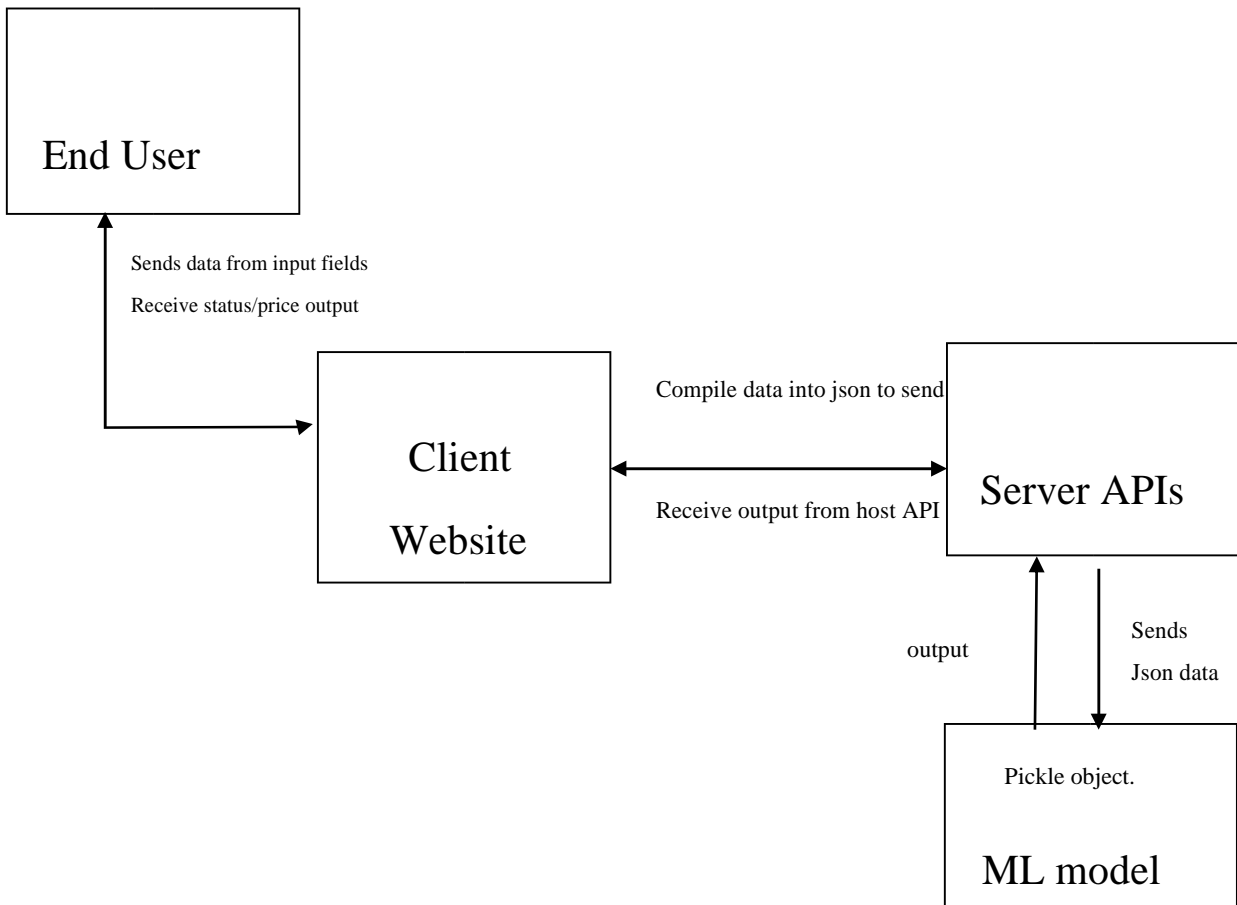 End User
Sends data from input fields
Receive status/price output
Client
Website
Compile data into json to send
Receive output from host API
Server APIs
output
Sends
Json data
Pickle object.
ML model